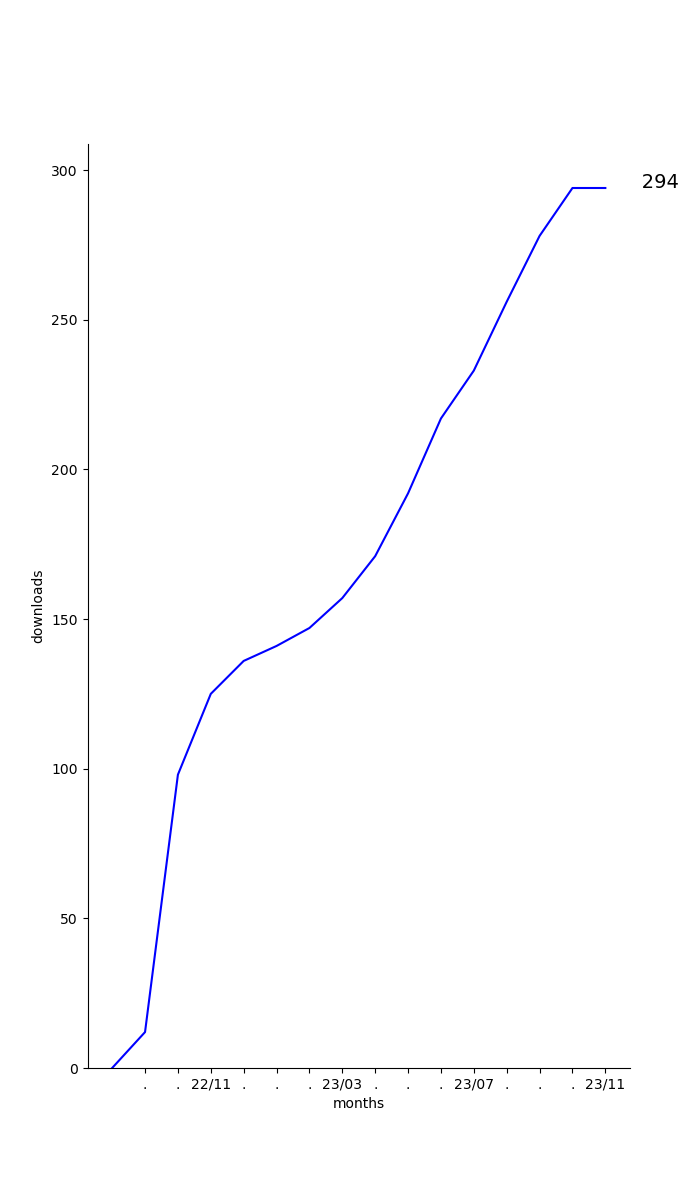 300
294
250
200
150
100
50
0
downloads
. . 22/11 . . . 23/03 . . . 23/07 . . . 23/11
months